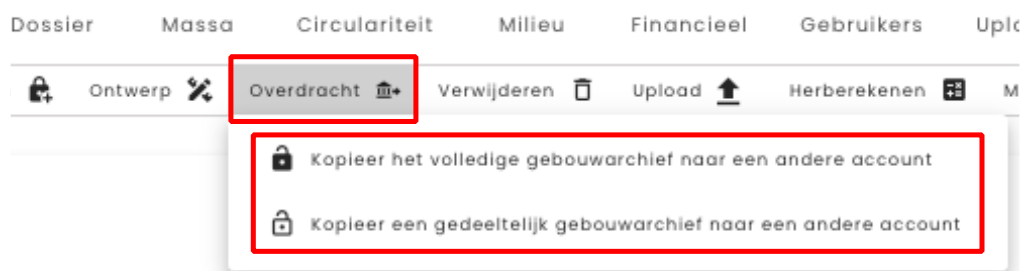 Dossier Massa Circulariteit Milieu Financieel Gebruikers
Ontwerp Overdracht Verwijderen Upload Herberekenen
Kopieer het volledige gebouwarchief naar een andere account
Kopieer een gedeeltelijk gebouwarchief naar een andere account